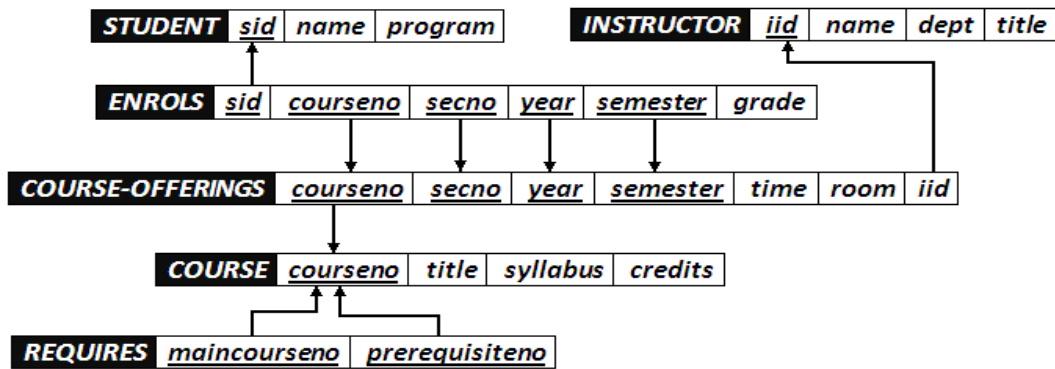 STUDENT sid name program INSTRUCTOR iid name dept title
ENROLS sid courseno secno year semester grade
COURSE-OFFERINGS courseno secno year semester time room iid
COURSE courseno title syllabus credits
REQUIRES maincourseno prerequisiteno